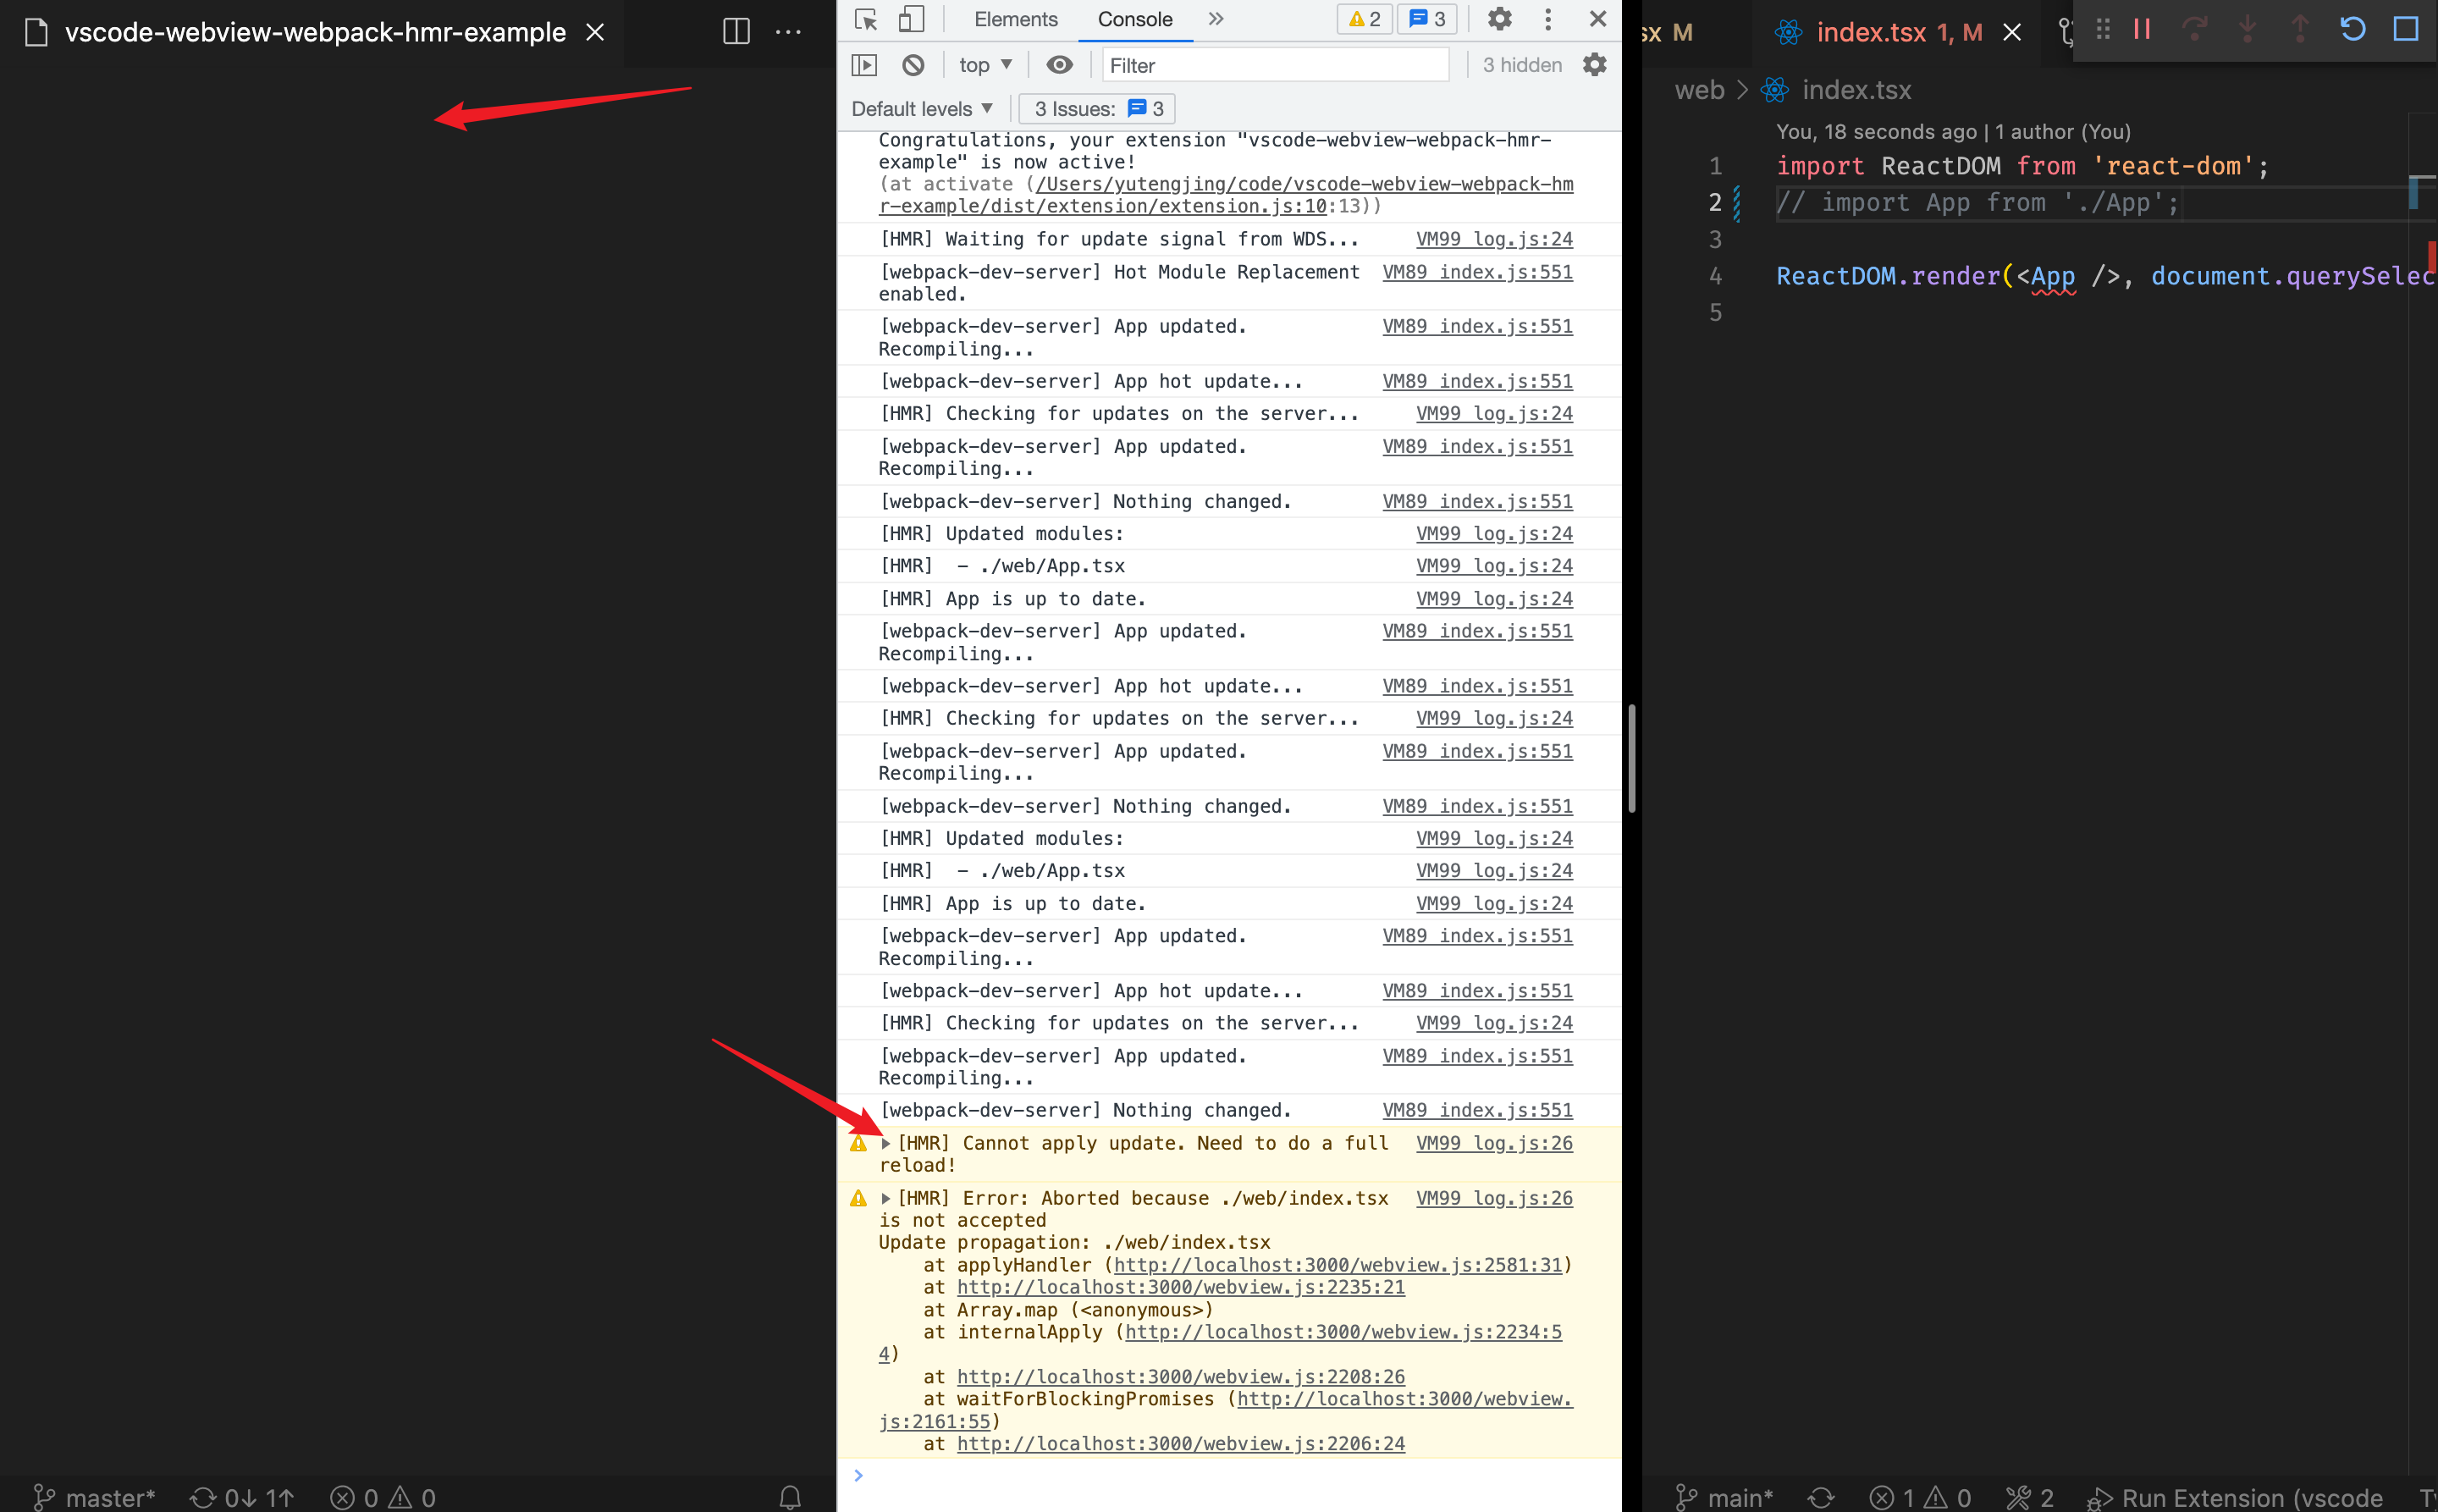 vscode-webview-webpack-hmr-example
master* 0↓ 1↑ 0 0
Elements Console 2 3
top Filter 3 hidden
Default levels 3 Issues: 3
Congratulations, your extension "vscode-webview-webpack-hmr-
example" is now active!
(at activate (/Users/yutengjing/code/vscode-webview-webpack-hm
r-example/dist/extension/extension.js:10:13))
[HMR] Waiting for update signal from WDS... VM99 log.js:24
[webpack-dev-server] Hot Module Replacement VM89 index.js:551
enabled.
[webpack-dev-server] App updated. VM89 index.js:551
Recompiling...
[webpack-dev-server] App hot update... VM89 index.js:551
[HMR] Checking for updates on the server... VM99 log.js:24
[webpack-dev-server] App updated. VM89 index.js:551
Recompiling...
[webpack-dev-server] Nothing changed. VM89 index.js:551
[HMR] Updated modules: VM99 log.js:24
[HMR]  - ./web/App.tsx VM99 log.js:24
[HMR] App is up to date. VM99 log.js:24
[webpack-dev-server] App updated. VM89 index.js:551
Recompiling...
[webpack-dev-server] App hot update... VM89 index.js:551
[HMR] Checking for updates on the server... VM99 log.js:24
[webpack-dev-server] App updated. VM89 index.js:551
Recompiling...
[webpack-dev-server] Nothing changed. VM89 index.js:551
[HMR] Updated modules: VM99 log.js:24
[HMR]  - ./web/App.tsx VM99 log.js:24
[HMR] App is up to date. VM99 log.js:24
[webpack-dev-server] App updated. VM89 index.js:551
Recompiling...
[webpack-dev-server] App hot update... VM89 index.js:551
[HMR] Checking for updates on the server... VM99 log.js:24
[webpack-dev-server] App updated. VM89 index.js:551
Recompiling...
[webpack-dev-server] Nothing changed. VM89 index.js:551
[HMR] Cannot apply update. Need to do a full VM99 log.js:26
reload!
[HMR] Error: Aborted because ./web/index.tsx VM99 log.js:26
is not accepted
Update propagation: ./web/index.tsx
at applyHandler (http://localhost:3000/webview.js:2581:31)
at http://localhost:3000/webview.js:2235:21
at Array.map (<anonymous>)
at internalApply (http://localhost:3000/webview.js:2234:5
4)
at http://localhost:3000/webview.js:2208:26
at waitForBlockingPromises (http://localhost:3000/webview.
js:2161:55)
at http://localhost:3000/webview.js:2206:24
sx M index.tsx 1, M
web > index.tsx
You, 18 seconds ago | 1 author (You)
1 import ReactDOM from 'react-dom';
2 // import App from './App';
3
4 ReactDOM.render(<App />, document.querySelec
5
main* 1 0 2 Run Extension (vscode Ty